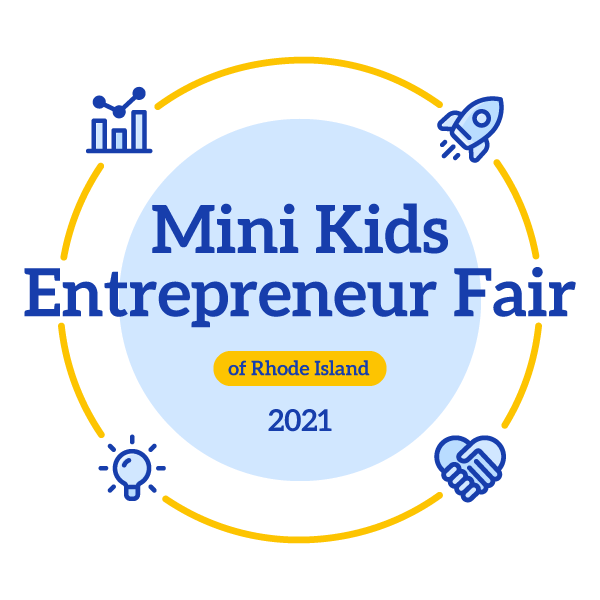 Mini Kids
Entrepreneur Fair
of Rhode Island
2021